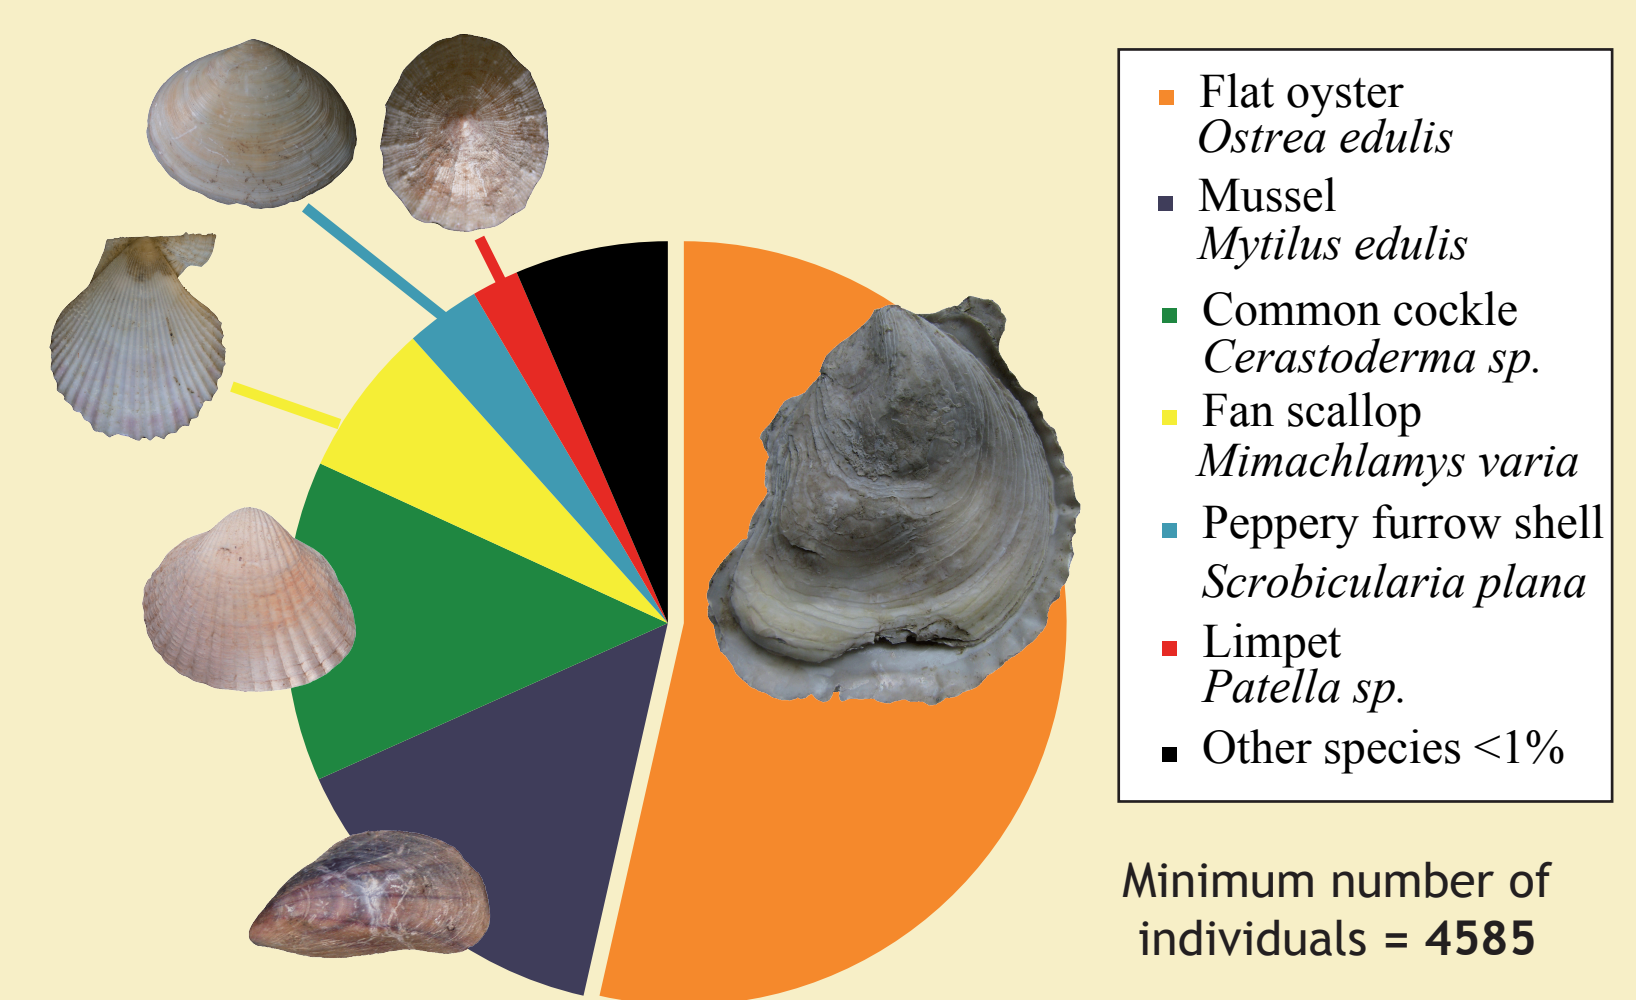 Flat oyster
Ostrea edulis
Mussel
Mytilus edulis
Common cockle
Cerastoderma sp.
Fan scallop
Mimachlamys varia
Peppery furrow shell
Scrobicularia plana
Limpet
Patella sp.
Other species <1%
Minimum number of
individuals = 4585